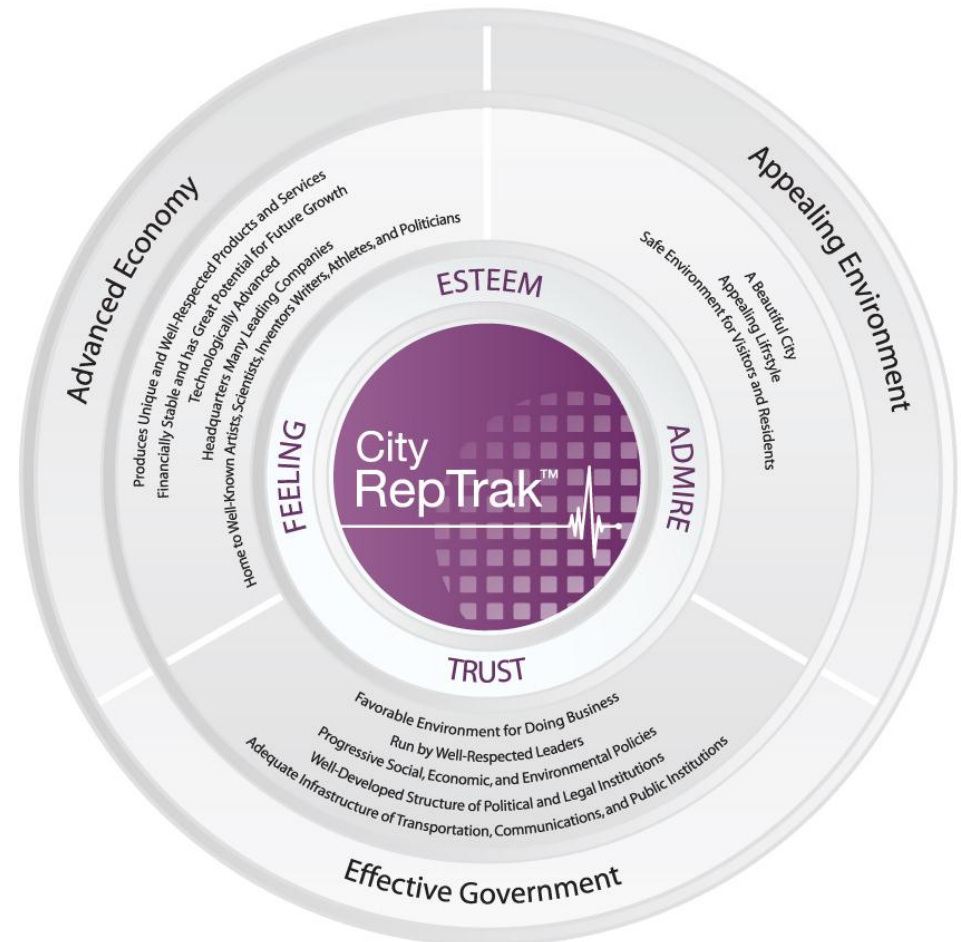 Advanced Economy
Produces Unique and Well-Respected Products and Services
Financially Stable and has Great Potential for Future Growth
Technologically Advanced
Headquarters Many Leading Companies
Home to Well-Known Artists, Scientists, Inventors Writers, Athletes, and Politicians
Appealing Environment
A Beautiful City
Appealing Lifrstyle
Safe Environment for Visitors and Residents
ESTEEM
ADMIRE
TRUST
FEELING
City
RepTrak™
Favorable Environment for Doing Business
Run by Well-Respected Leaders
Progressive Social, Economic, and Environmental Policies
Well-Developed Structure of Political and Legal Institutions
Adequate Infrastructure of Transportation, Communications, and Public Institutions
Effective Government